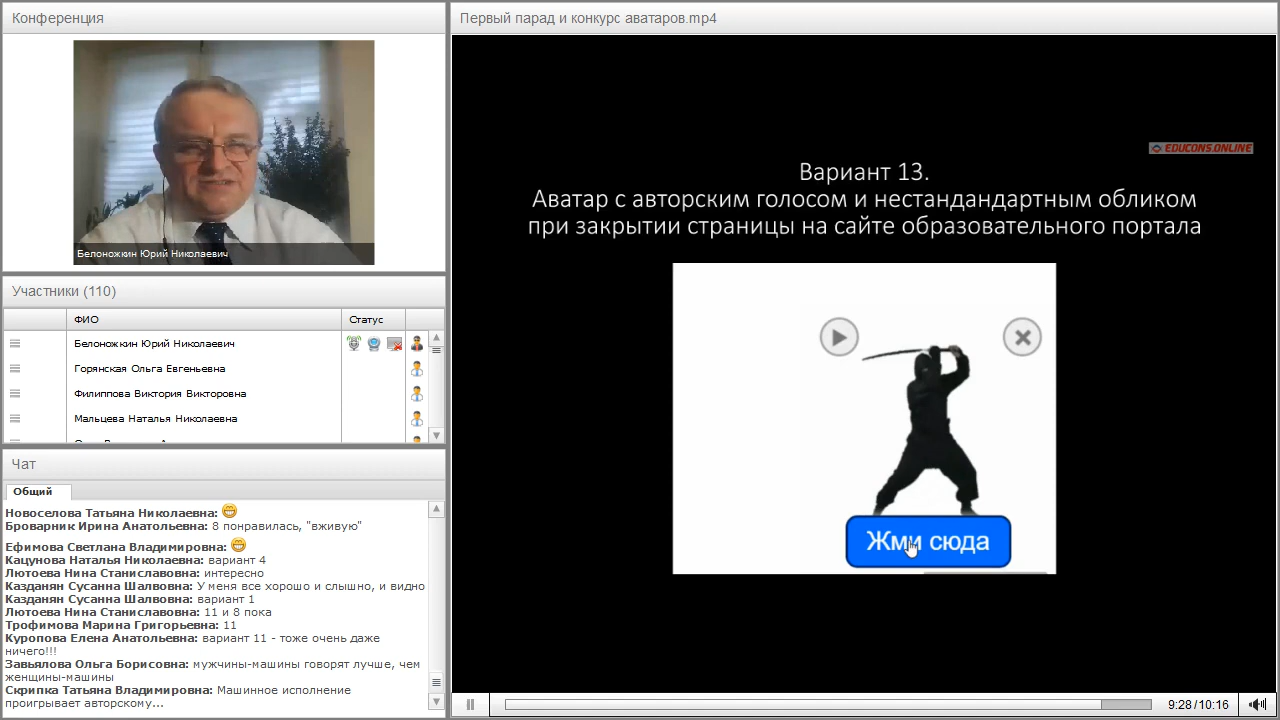 Конференция
Белоножкин Юрий Николаевич
Участники (110)
ФИО
Статус
Белоножкин Юрий Николаевич
Горянская Ольга Евгеньевна
Филиппова Виктория Викторовна
Мальцева Наталья Николаевна
Чат
Общий
Новоселова Татьяна Николаевна:
Броварник Ирина Анатольевна: 8 понравилась, "вживую"
Ефимова Светлана Владимировна:
Кацунова Наталья Николаевна: вариант 4
Лютоева Нина Станиславовна: интересно
Казданян Сусанна Шалвовна: У меня все хорошо и слышно, и видно
Казданян Сусанна Шалвовна: вариант 1
Лютоева Нина Станиславовна: 11 и 8 пока
Трофимова Марина Григорьевна: 11
Куропова Елена Анатольевна: вариант 11 - тоже очень даже
ничего!!!
Завьялова Ольга Борисовна: мужчины-машины говорят лучше, чем
женщины-машины
Скрипка Татьяна Владимировна: Машинное исполнение
проигрывает авторскому...
Первый парад и конкурс аватаров.mp4
EDUCONS.ONLINE
Вариант 13.
Аватар с авторским голосом и нестандандартным обликом
при закрытии страницы на сайте образовательного портала
Жми сюда
9:28/10:16